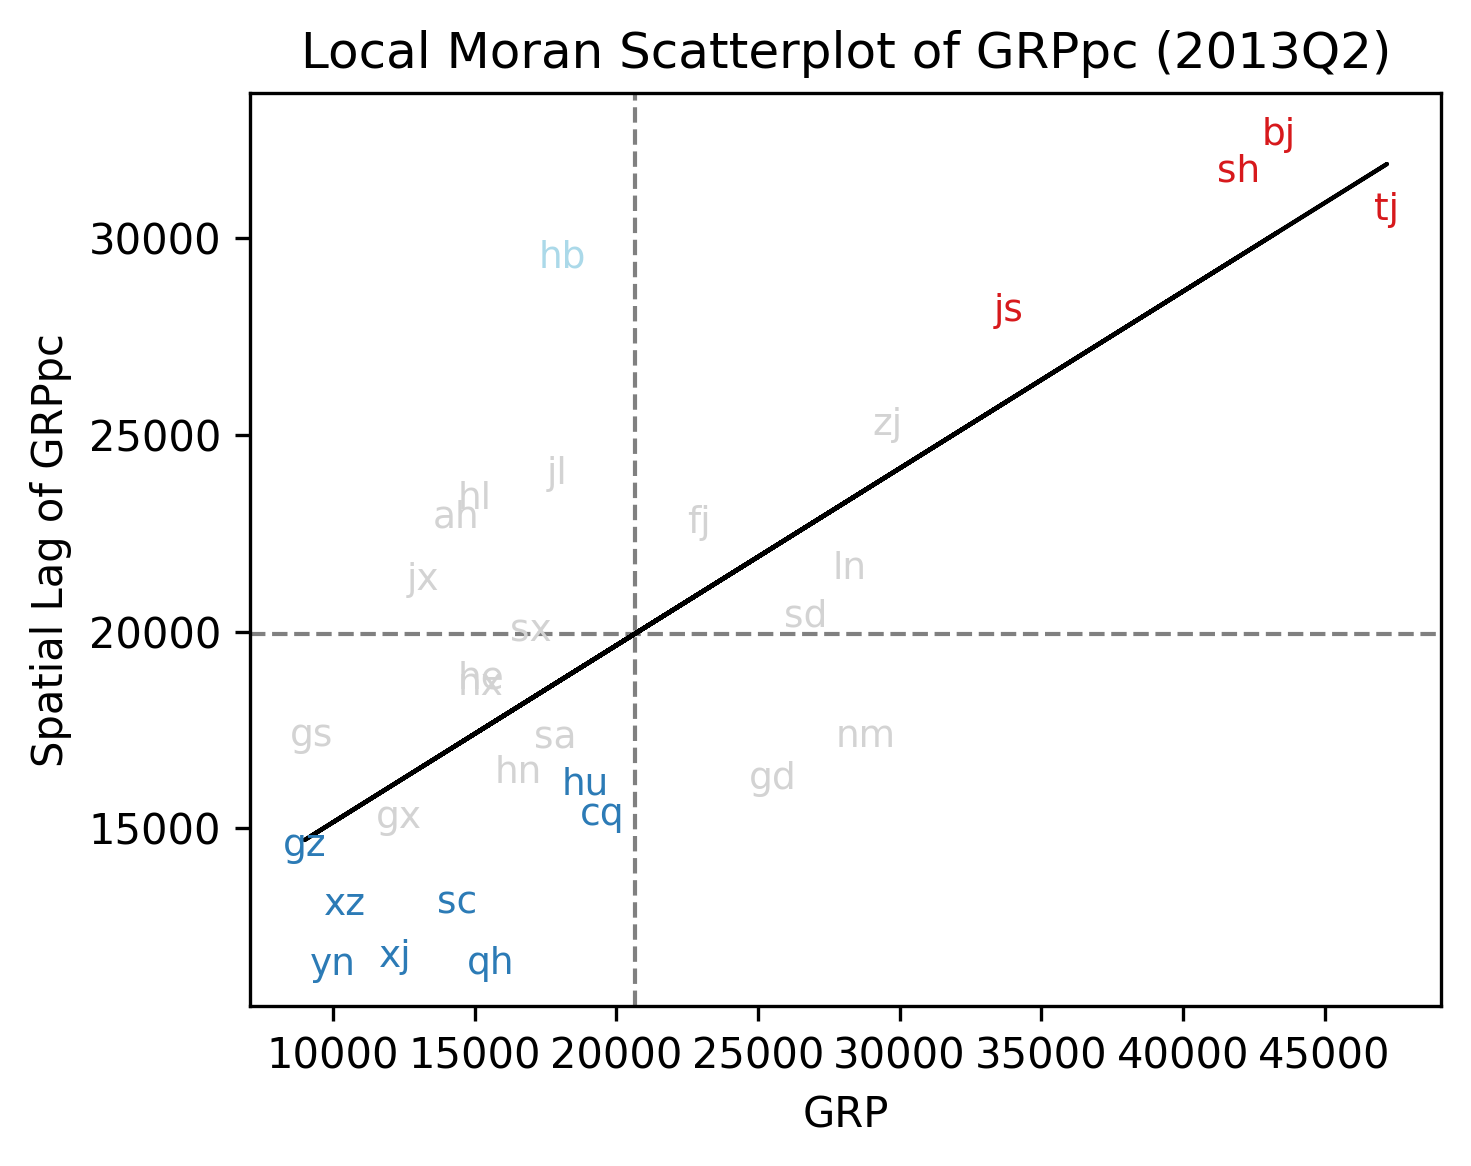 Local Moran Scatterplot of GRPpc (2013Q2)
bj
sh
tj
30000
hb
js
25000
zj
jl
hl
ah
fj
ln
jx
sd
20000
sx
he
nx
gs
sa
nm
hn
gd
hu
cq
gx
15000
gz
xz
sc
xj
yn
qh
Spatial Lag of GRPpc
10000 15000 20000 25000 30000 35000 40000 45000
GRP